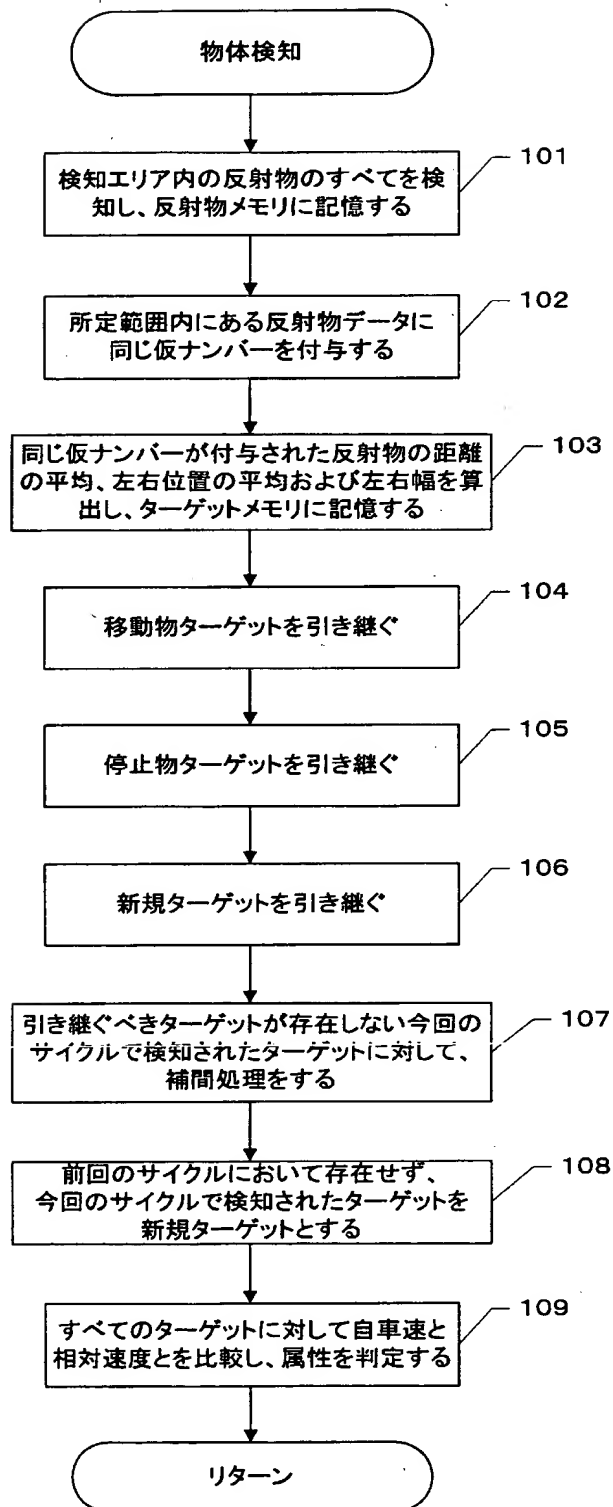 物体検知
101
検知エリア内の反射物のすべてを検
知し、反射物メモリに記憶する
102
所定範囲内にある反射物データに
同じ仮ナンバーを付与する
103
同じ仮ナンバーが付与された反射物の距離
の平均、左右位置の平均および左右幅を算
出し、ターゲットメモリに記憶する
104
移動物ターゲットを引き継ぐ
105
停止物ターゲットを引き継ぐ
106
新規ターゲットを引き継ぐ
107
引き継ぐべきターゲットが存在しない今回の
サイクルで検知されたターゲットに対して、
補間処理をする
108
前回のサイクルにおいて存在せず、
今回のサイクルで検知されたターゲットを
新規ターゲットとする
109
すべてのターゲットに対して自車速と
相対速度とを比較し、属性を判定する
リターン